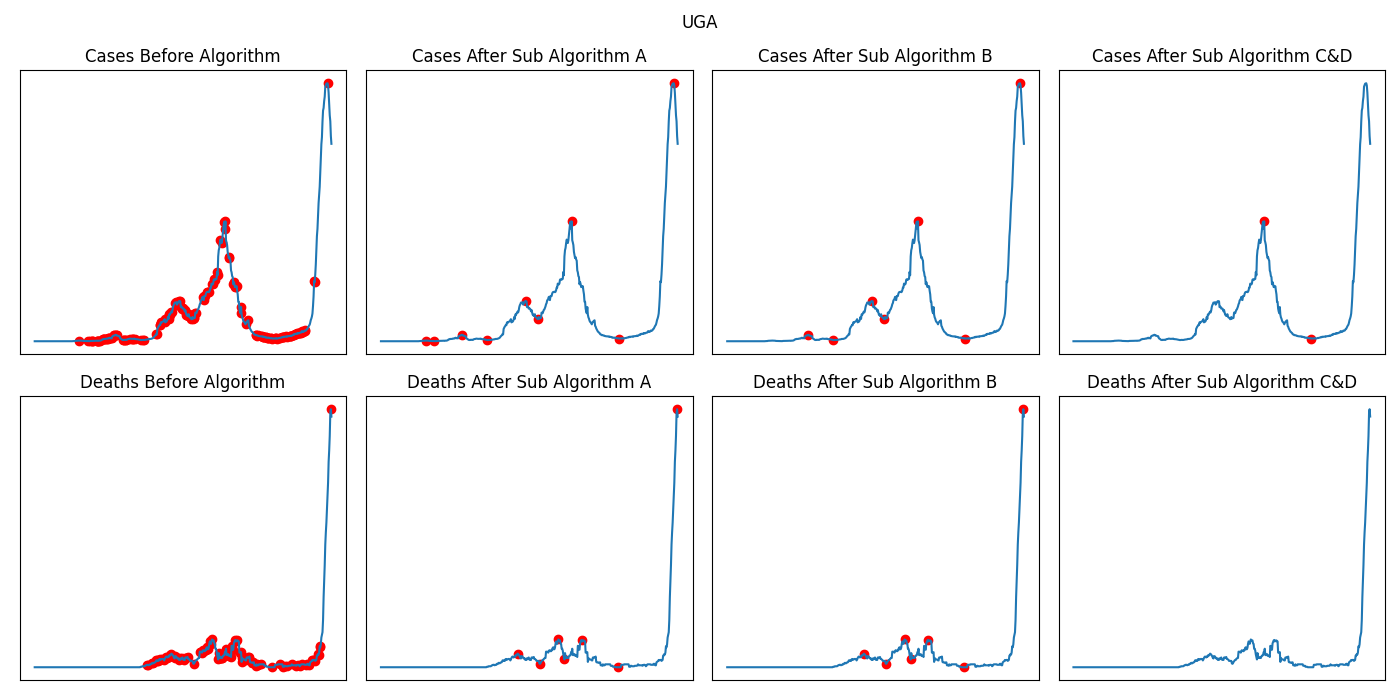 UGA
Cases Before Algorithm
Cases After Sub Algorithm A
Cases After Sub Algorithm B
Cases After Sub Algorithm C&D
Deaths Before Algorithm
Deaths After Sub Algorithm A
Deaths After Sub Algorithm B
Deaths After Sub Algorithm C&D